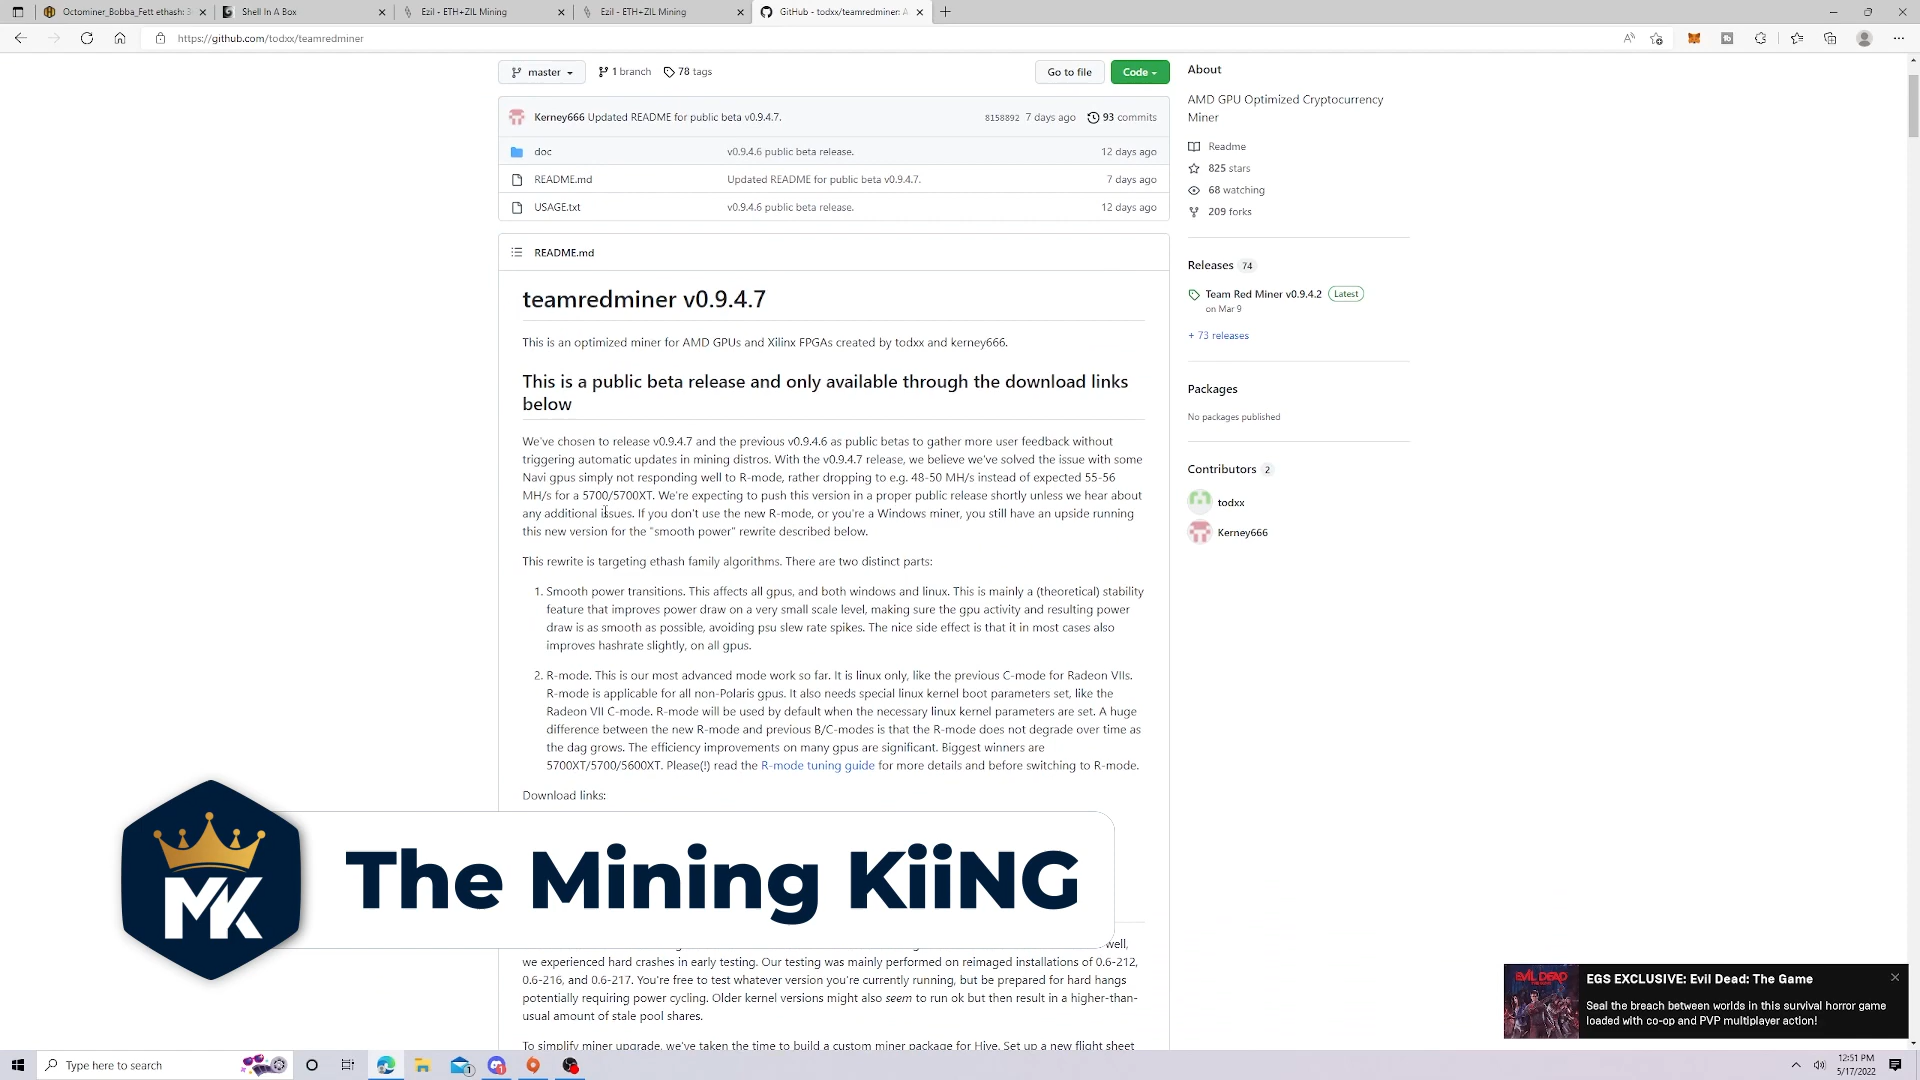 Octominer_Bobba_Fett ethash: 3
Shell In A Box
Ezil - ETH+ZIL Mining
Ezil - ETH+ZIL Mining
GitHub - todxx/teamredminer: A
https://github.com/todxx/teamredminer
master
1 branch
78 tags
Go to file
Code
Kerney666 Updated README for public beta v0.9.4.7.
8158892 7 days ago
93 commits
doc
v0.9.4.6 public beta release.
12 days ago
README.md
Updated README for public beta v0.9.4.7.
7 days ago
USAGE.txt
v0.9.4.6 public beta release.
12 days ago
README.md
teamredminer v0.9.4.7
This is an optimized miner for AMD GPUs and Xilinx FPGAs created by todxx and kerney666.
This is a public beta release and only available through the download links
below
We've chosen to release v0.9.4.7 and the previous v0.9.4.6 as public betas to gather more user feedback without
triggering automatic updates in mining distros. With the v0.9.4.7 release, we believe we've solved the issue with some
Navi gpus simply not responding well to R-mode, rather dropping to e.g. 48-50 MH/s instead of expected 55-56
MH/s for a 5700/5700XT. We're expecting to push this version in a proper public release shortly unless we hear about
any additional issues. If you don't use the new R-mode, or you're a Windows miner, you still have an upside running
this new version for the "smooth power" rewrite described below.
This rewrite is targeting ethash family algorithms. There are two distinct parts:
1. Smooth power transitions. This affects all gpus, and both windows and linux. This is mainly a (theoretical) stability
feature that improves power draw on a very small scale level, making sure the gpu activity and resulting power
draw is as smooth as possible, avoiding psu slew rate spikes. The nice side effect is that it in most cases also
improves hashrate slightly, on all gpus.
2. R-mode. This is our most advanced mode work so far. It is linux only, like the previous C-mode for Radeon VIIs.
R-mode is applicable for all non-Polaris gpus. It also needs special linux kernel boot parameters set, like the
Radeon VII C-mode. R-mode will be used by default when the necessary linux kernel parameters are set. A huge
difference between the new R-mode and previous B/C-modes is that the R-mode does not degrade over time as
the dag grows. The efficiency improvements on many gpus are significant. Biggest winners are
5700XT/5700/5600XT. Please(!) read the R-mode tuning guide for more details and before switching to R-mode.
Download links:
well,
we experienced hard crashes in early testing. Our testing was mainly performed on reimaged installations of 0.6-212,
0.6-216, and 0.6-217. You're free to test whatever version you're currently running, but be prepared for hard hangs
potentially requiring power cycling. Older kernel versions might also seem to run ok but then result in a higher-than-
usual amount of stale pool shares.
To simplify miner upgrade, we've taken the time to build a custom miner package for Hive. Set up a new flight sheet
About
AMD GPU Optimized Cryptocurrency
Miner
Readme
825 stars
68 watching
209 forks
Releases 74
Team Red Miner v0.9.4.2 Latest
on Mar 9
+ 73 releases
Packages
No packages published
Contributors 2
todxx
Kerney666
MK
The Mining KiiNG
EVIL DEAD
EGS EXCLUSIVE: Evil Dead: The Game
Seal the breach between worlds in this survival horror game
loaded with co-op and PVP multiplayer action!
Type here to search
12:51 PM
5/17/2022